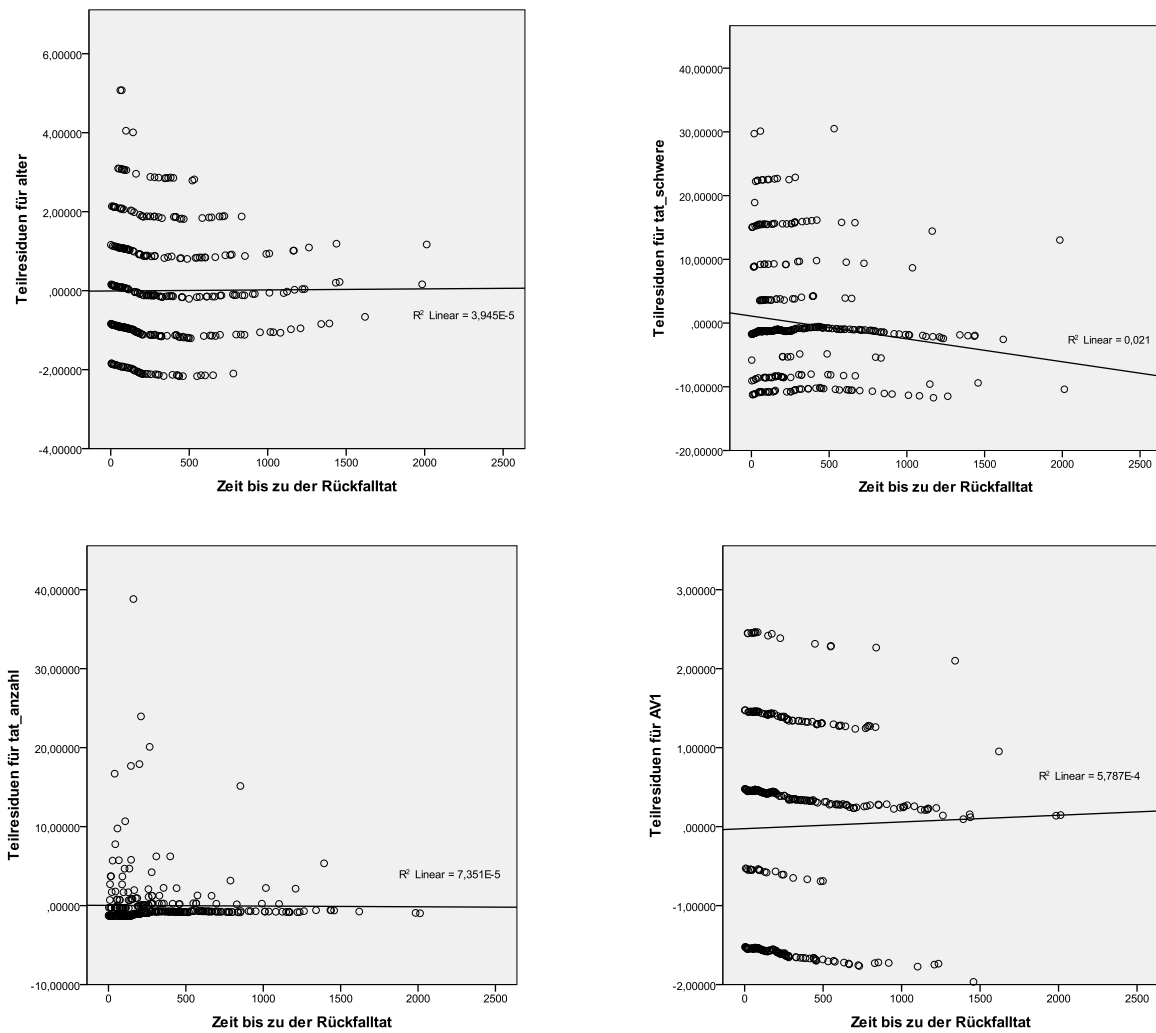 Teilresiduen für alter
6,00000
4,00000
2,00000
,00000
-2,00000
-4,00000
R² Linear = 3,945E-5
0 500 1000 1500 2000 2500
Zeit bis zu der Rückfalltat
Teilresiduen für tat_schwere
40,00000
30,00000
20,00000
10,00000
,00000
-10,00000
-20,00000
R² Linear = 0,021
0 500 1000 1500 2000 2500
Zeit bis zu der Rückfalltat
Teilresiduen für tat_anzahl
40,00000
30,00000
20,00000
10,00000
,00000
-10,00000
R² Linear = 7,351E-5
0 500 1000 1500 2000 2500
Zeit bis zu der Rückfalltat
Teilresiduen für AV1
3,00000
2,00000
1,00000
,00000
-1,00000
-2,00000
R² Linear = 5,787E-4
0 500 1000 1500 2000 2500
Zeit bis zu der Rückfalltat